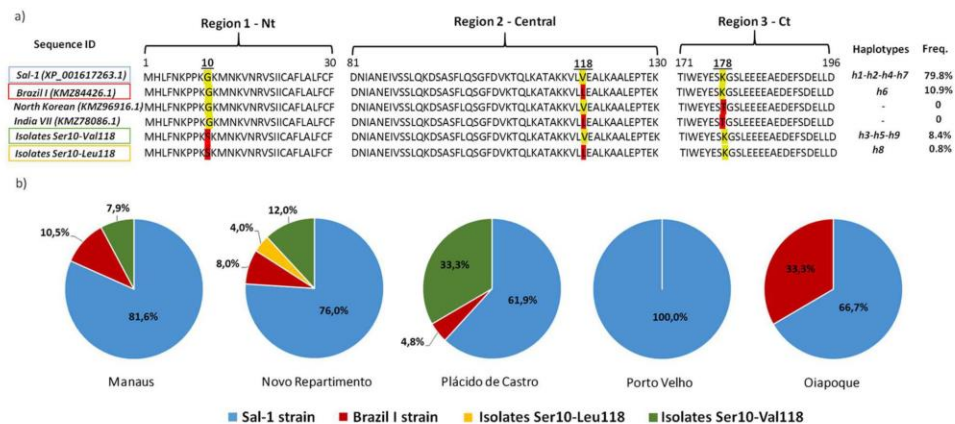 a)
Region 1 - Nt
Region 2 - Central
Region 3 - Ct
Sequence ID
1 10 30
81 118 130
171 178 196
Haplotypes Freq.
Sal-1 (XP_001617263.1) MHLFNKPPKGKMNKVNRVSIICAFLALFCF DNIANEIVSSLQKDSASFLQSGFDVKTQLKATAKKVLVEALKAALEPTEK TIWEYESKGSLEEEEAEDEFSDELLD h1-h2-h4-h7 79.8%
Brazil I (KMZ84426.1) MHLFNKPPKGKMNKVNRVSIICAFLALFCF DNIANEIVSSLQKDSASFLQSGFDVKTQLKATAKKVLLEALKAALEPTEK TIWEYESKGSLEEEEAEDEFSDELLD h6 10.9%
North Korean (KMZ96916.1) MHLFNKPPKGKMNKVNRVSIICAFLALFCF DNIANEIVSSLQKDSASFLQSGFDVKTQLKATAKKVLVEALKAALEPTEK TIWEYESTGSLEEEEAEDEFSDELLD - 0
India VII (KMZ78086.1) MHLFNKPPKGKMNKVNRVSIICAFLALFCF DNIANEIVSSLQKDSASFLQSGFDVKTQLKATAKKVLLEALKAALEPTEK TIWEYESTGSLEEEEAEDEFSDELLD - 0
Isolates Ser10-Val118 MHLFNKPPKSKMNKVNRVSIICAFLALFCF DNIANEIVSSLQKDSASFLQSGFDVKTQLKATAKKVLVEALKAALEPTEK TIWEYESKGSLEEEEAEDEFSDELLD h3-h5-h9 8.4%
Isolates Ser10-Leu118 MHLFNKPPKSKMNKVNRVSIICAFLALFCF DNIANEIVSSLQKDSASFLQSGFDVKTQLKATAKKVLLEALKAALEPTEK TIWEYESKGSLEEEEAEDEFSDELLD h8 0.8%
b)
10,5% 7,9% 81,6%
Manaus
4,0% 12,0% 8,0% 76,0%
Novo Repartimento
33,3% 61,9% 4,8%
Plácido de Castro
100,0%
Porto Velho
33,3% 66,7%
Oiapoque
Sal-1 strain Brazil I strain Isolates Ser10-Leu118 Isolates Ser10-Val118